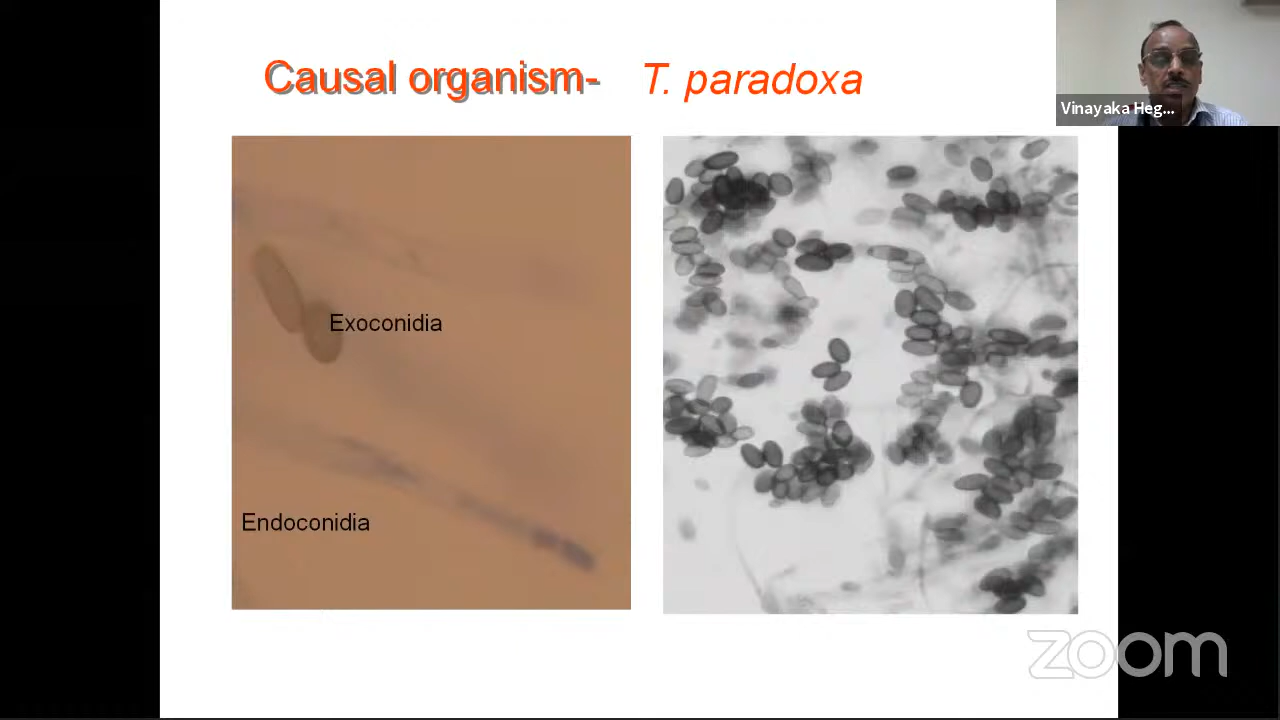 Causal organism- T. paradoxa
Vinayaka Heg...
Exoconidia
Endoconidia
zoom